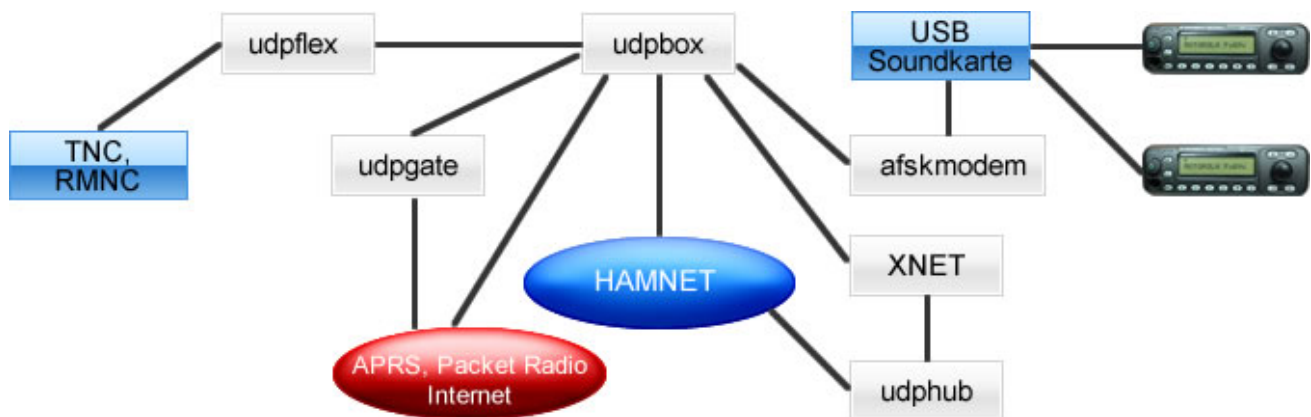 udpflex
udpbox
USB
Soundkarte
TNC,
RMNC
udpgate
afskmodem
HAMNET
XNET
APRS, Packet Radio
Internet
udphub